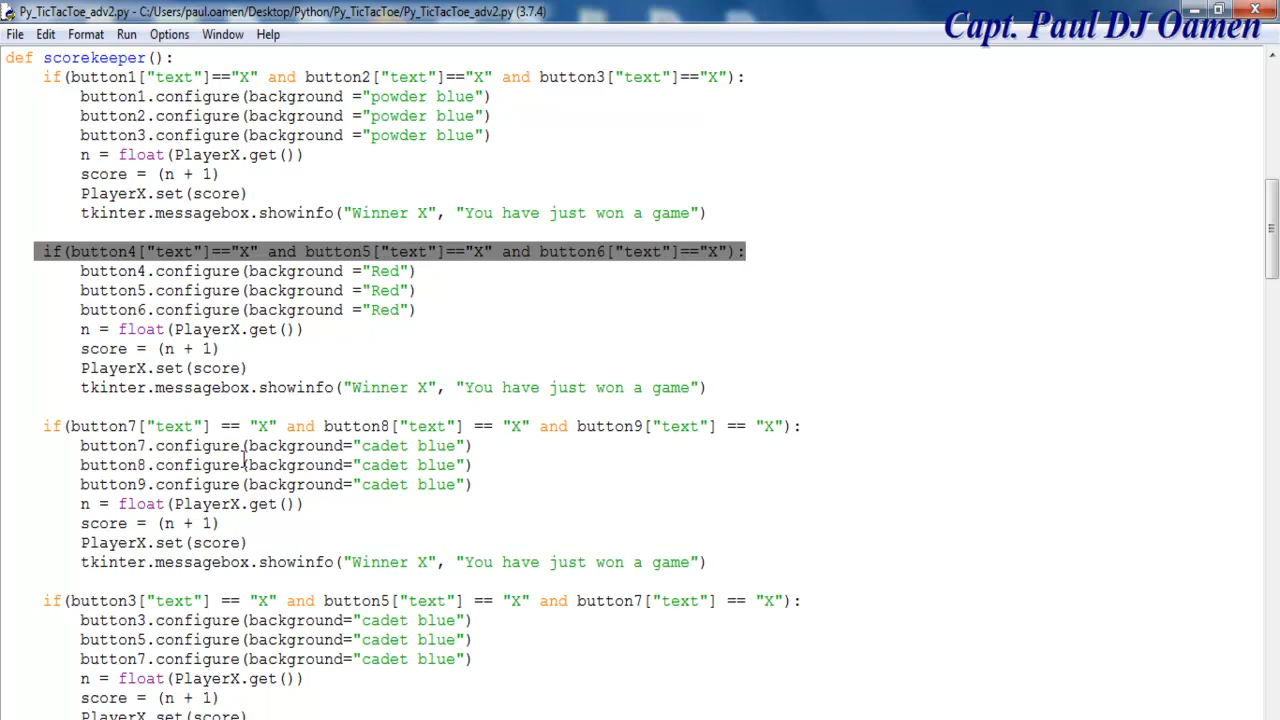 Py_TicTacToe_adv2.py - C:/Users/paul.oamen/Desktop/Python/Py_TicTacToe/Py_TicTacToe_adv2.py (3.7.4)
Capt. Paul DJ Oamen
File Edit Format Run Options Window Help
def scorekeeper():
    if(button1["text"]=="X" and button2["text"]=="X" and button3["text"]=="X"):
        button1.configure(background ="powder blue")
        button2.configure(background ="powder blue")
        button3.configure(background ="powder blue")
        n = float(PlayerX.get())
        score = (n + 1)
        PlayerX.set(score)
        tkinter.messagebox.showinfo("Winner X", "You have just won a game")
    if(button4["text"]=="X" and button5["text"]=="X" and button6["text"]=="X"):
        button4.configure(background ="Red")
        button5.configure(background ="Red")
        button6.configure(background ="Red")
        n = float(PlayerX.get())
        score = (n + 1)
        PlayerX.set(score)
        tkinter.messagebox.showinfo("Winner X", "You have just won a game")
    if(button7["text"] == "X" and button8["text"] == "X" and button9["text"] == "X"):
        button7.configure(background="cadet blue")
        button8.configure(background="cadet blue")
        button9.configure(background="cadet blue")
        n = float(PlayerX.get())
        score = (n + 1)
        PlayerX.set(score)
        tkinter.messagebox.showinfo("Winner X", "You have just won a game")
    if(button3["text"] == "X" and button5["text"] == "X" and button7["text"] == "X"):
        button3.configure(background="cadet blue")
        button5.configure(background="cadet blue")
        button7.configure(background="cadet blue")
        n = float(PlayerX.get())
        score = (n + 1)
        PlayerX.set(score)